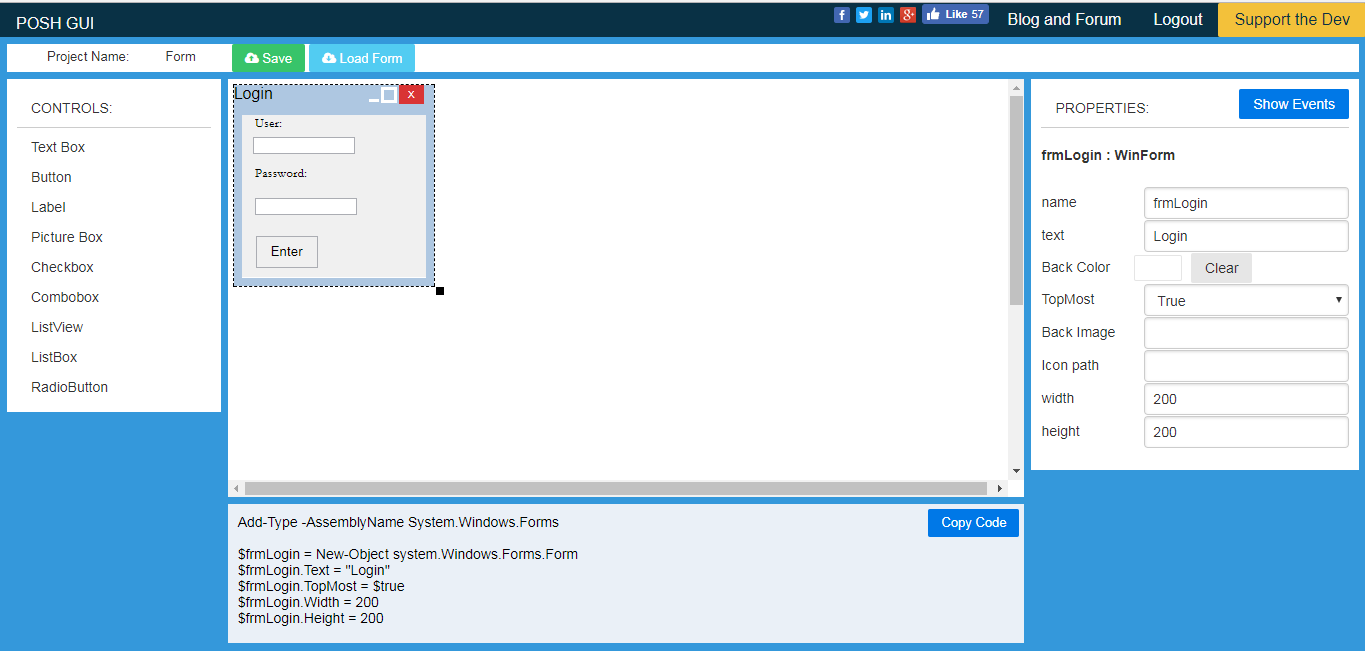 POSH GUI
f
in
g+
Like 57
Blog and Forum
Logout
Support the Dev
Project Name:
Form
Save
Load Form
CONTROLS:
Text Box
Button
Label
Picture Box
Checkbox
Combobox
ListView
ListBox
RadioButton
Login
X
User:
Password:
Enter
Add-Type -AssemblyName System.Windows.Forms
Copy Code
$frmLogin = New-Object system.Windows.Forms.Form
$frmLogin.Text = "Login"
$frmLogin.TopMost = $true
$frmLogin.Width = 200
$frmLogin.Height = 200
PROPERTIES:
Show Events
frmLogin : WinForm
name frmLogin
text Login
Back Color Clear
TopMost True
Back Image
Icon path
width 200
height 200